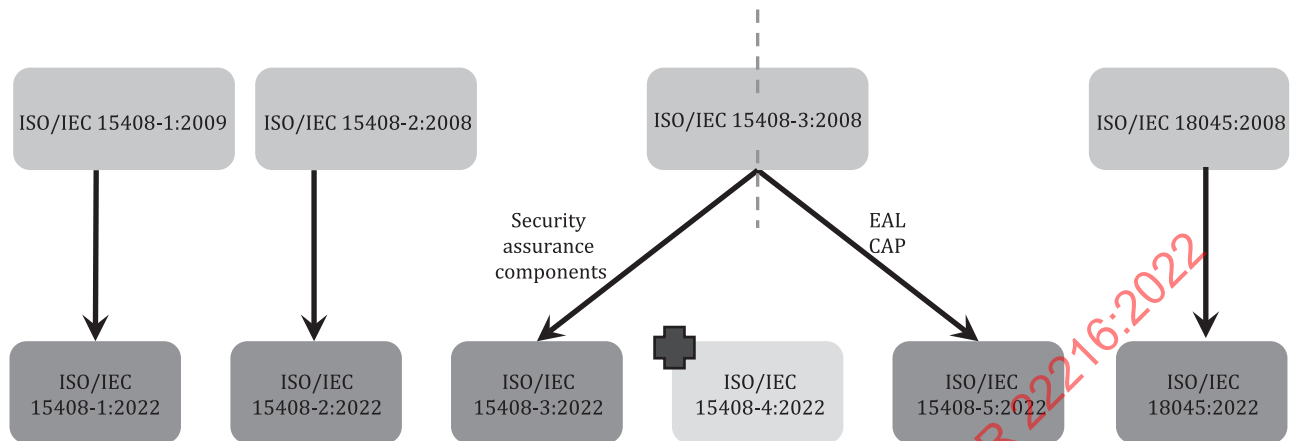 ISO/IEC 15408-1:2009
ISO/IEC 15408-2:2008
ISO/IEC 15408-3:2008
ISO/IEC 18045:2008
Security
assurance
components
EAL
CAP
ISO/IEC
15408-1:2022
ISO/IEC
15408-2:2022
ISO/IEC
15408-3:2022
ISO/IEC
15408-4:2022
ISO/IEC
15408-5:2022
ISO/IEC
18045:2022
R 22216:2022